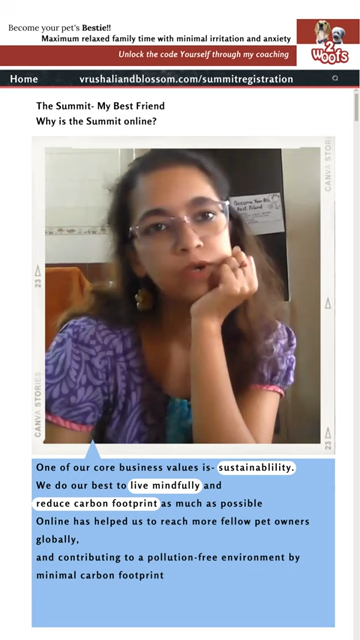 Become your pet's Bestie!!
Maximum relaxed family time with minimal irritation and anxiety
Unlock the code Yourself through my coaching
2
Woofs
Home
vrushaliandblossom.com/summitregistration
The Summit- My Best Friend
Why is the Summit online?
CANVA STORIES
23
23
CANVA STORIES
One of our core business values is- sustainablility.
We do our best to live mindfully and
reduce carbon footprint as much as possible
Online has helped us to reach more fellow pet owners
globally,
and contributing to a pollution-free environment by
minimal carbon footprint